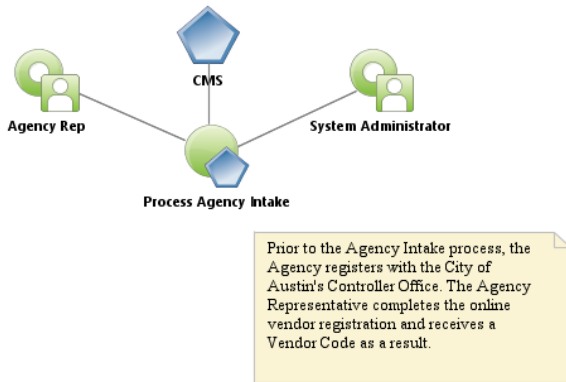 CMS
Agency Rep
System Administrator
Process Agency Intake
Prior to the Agency Intake process, the
Agency registers with the City of
Austin's Controller Office. The Agency
Representative completes the online
vendor registration and receives a
Vendor Code as a result.